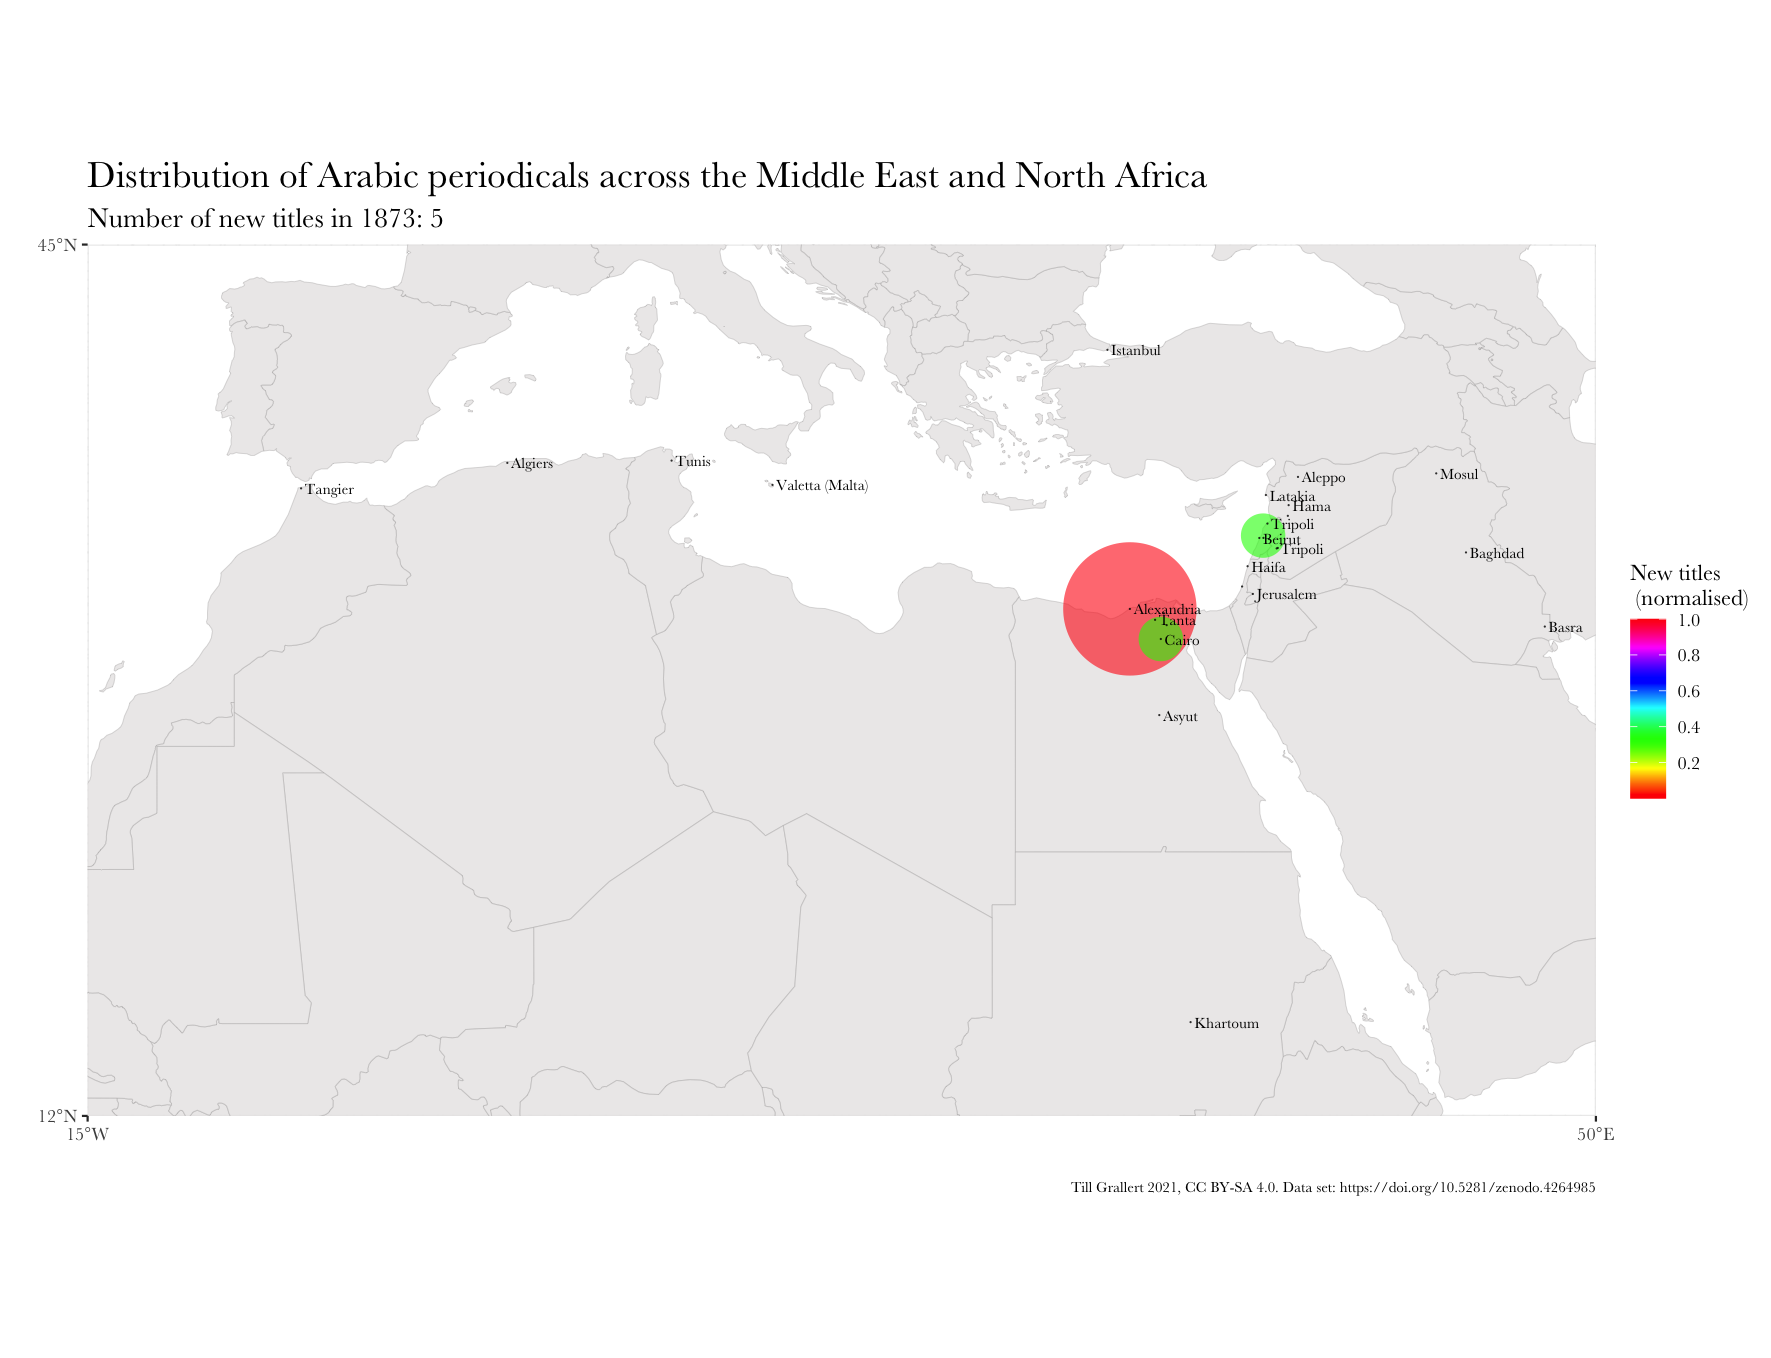 Distribution of Arabic periodicals across the Middle East and North Africa
Number of new titles in 1873: 5
45°N
Istanbul
Algiers
Tunis
Tangier
Valetta (Malta)
Aleppo
Mosul
Latakia
Hama
Tripoli
Beirut
Tripoli
Baghdad
Haifa
Jerusalem
Alexandria
Tanta
Basra
Cairo
Asyut
Khartoum
New titles
(normalised)
1.0
0.8
0.6
0.4
0.2
12°N
15°W
50°E
Till Grallert 2021, CC BY-SA 4.0. Data set: https://doi.org/10.5281/zenodo.4264985